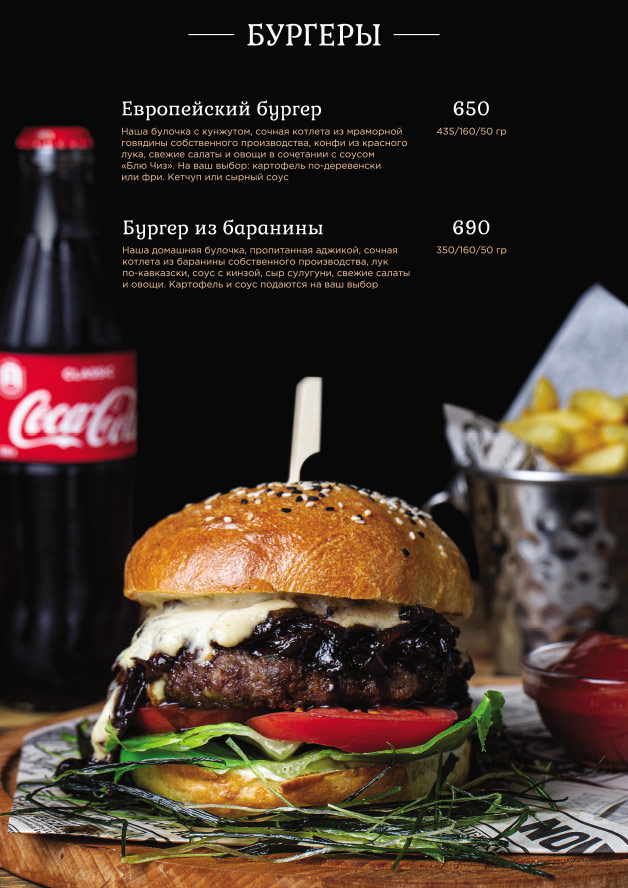 БУРГЕРЫ
Европейский бургер 650
Наша булочка с кунжутом, сочная котлета из мраморной 435/160/50 гр
говядины собственного производства, конфи из красного
лука, свежие салаты и овощи в сочетании с соусом
«Блю Чиз». На ваш выбор: картофель по-деревенски
или фри. Кетчуп или сырный соус
Бургер из баранины 690
Наша домашняя булочка, пропитанная аджикой, сочная 350/160/50 гр
котлета из баранины собственного производства, лук
по-кавказски, соус с кинзой, сыр сулугуни, свежие салаты
и овощи. Картофель и соус подаются на ваш выбор
CLASSIC
Coca-Cola